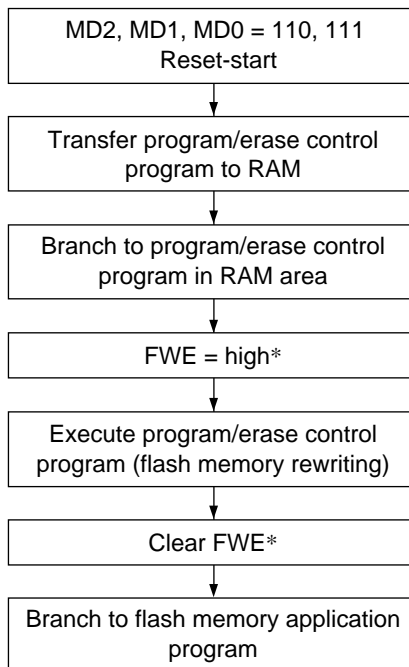 MD2, MD1, MD0 = 110, 111
Reset-start
Transfer program/erase control
program to RAM
Branch to program/erase control
program in RAM area
FWE = high*
Execute program/erase control
program (flash memory rewriting)
Clear FWE*
Branch to flash memory application
program